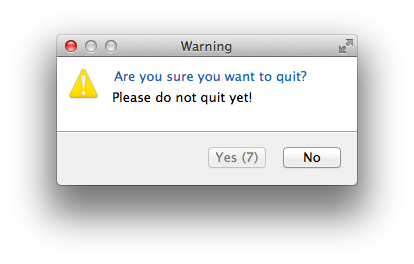 Warning
Are you sure you want to quit?
Please do not quit yet!
Yes (7)
No